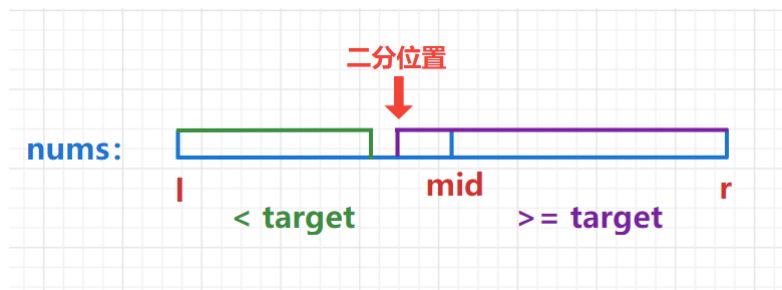 二分位置
nums:
l
mid
r
< target
>= target